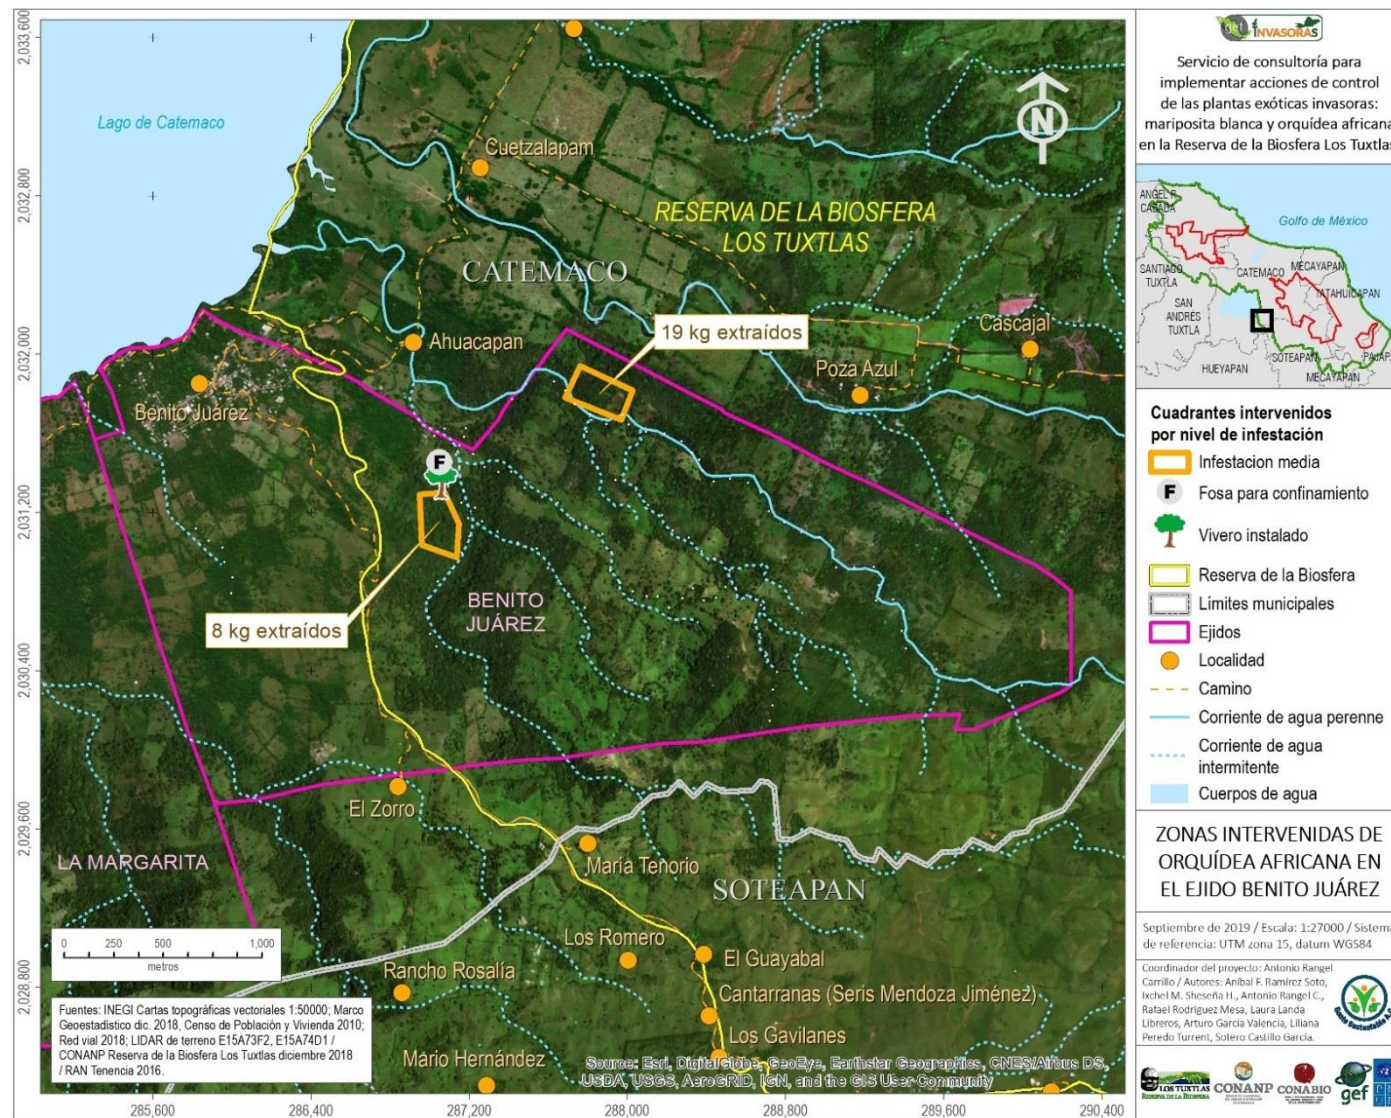 2,033,600
2,032,800
2,032,000
2,031,200
2,030,400
2,029,600
2,028,800
285,600
286,400
287,200
288,000
288,800
289,600
290,400
Lago de Catemaco
Cuetzalapam
N
RESERVA DE LA BIOSFERA
LOS TUXTLAS
CATEMACO
19 kg extraídos
Cascajal
Ahuacapan
Poza Azul
Benito Juárez
F
8 kg extraídos
BENITO
JUÁREZ
El Zorro
María Tenorio
LA MARGARITA
SOTEAPAN
Los Romero
El Guayabal
Rancho Rosalía
Cantarranas (Seris Mendoza Jiménez)
Los Gavilanes
Mario Hernández
0 250 500 1,000
metros
Fuentes: INEGI Cartas topográficas vectoriales 1:50000; Marco
Geoestadístico dic. 2018, Censo de Población y Vivienda 2010;
Red vial 2018; LIDAR de terreno E15A73F2, E15A74D1 /
CONANP Reserva de la Biosfera Los Tuxtlas diciembre 2018
/ RAN Tenencia 2016.
Source: Esri, DigitalGlobe, GeoEye, Earthstar Geographics, CNES/Airbus DS,
USDA, USGS, AeroGRID, IGN, and the GIS User Community
gef INVASORAS
Servicio de consultoría para
implementar acciones de control
de las plantas exóticas invasoras:
mariposita blanca y orquídea africana
en la Reserva de la Biosfera Los Tuxtlas
ANGEL R.
CABADA
Golfo de México
SANTIAGO
TUXTLA
CATEMACO
MECAYAPAN
TATAHUICAPAN
SAN
ANDRÉS
TUXTLA
SOTEAPAN
PAJAP
HUEYAPAN
MECAYAPAN
Cuadrantes intervenidos
por nivel de infestación
Infestacion media
F Fosa para confinamiento
Vivero instalado
Reserva de la Biosfera
Límites municipales
Ejidos
Localidad
Camino
Corriente de agua perenne
Corriente de agua
intermitente
Cuerpos de agua
ZONAS INTERVENIDAS DE
ORQUÍDEA AFRICANA EN
EL EJIDO BENITO JUÁREZ
Septiembre de 2019 / Escala: 1:27000 / Sistema
de referencia: UTM zona 15, datum WGS84
Coordinador del proyecto: Antonio Rangel
Carrillo / Autores: Aníbal F. Ramírez Soto,
Ixchel M. Sheseña H., Antonio Rangel C.,
Rafael Rodríguez Mesa, Laura Landa
Libreros, Arturo García Valencia, Liliana
Peredo Turrent, Sotero Castillo García.
LOS TUXTLAS
RESERVA DE LA BIOSFERA
CONANP
CONABIO
gef